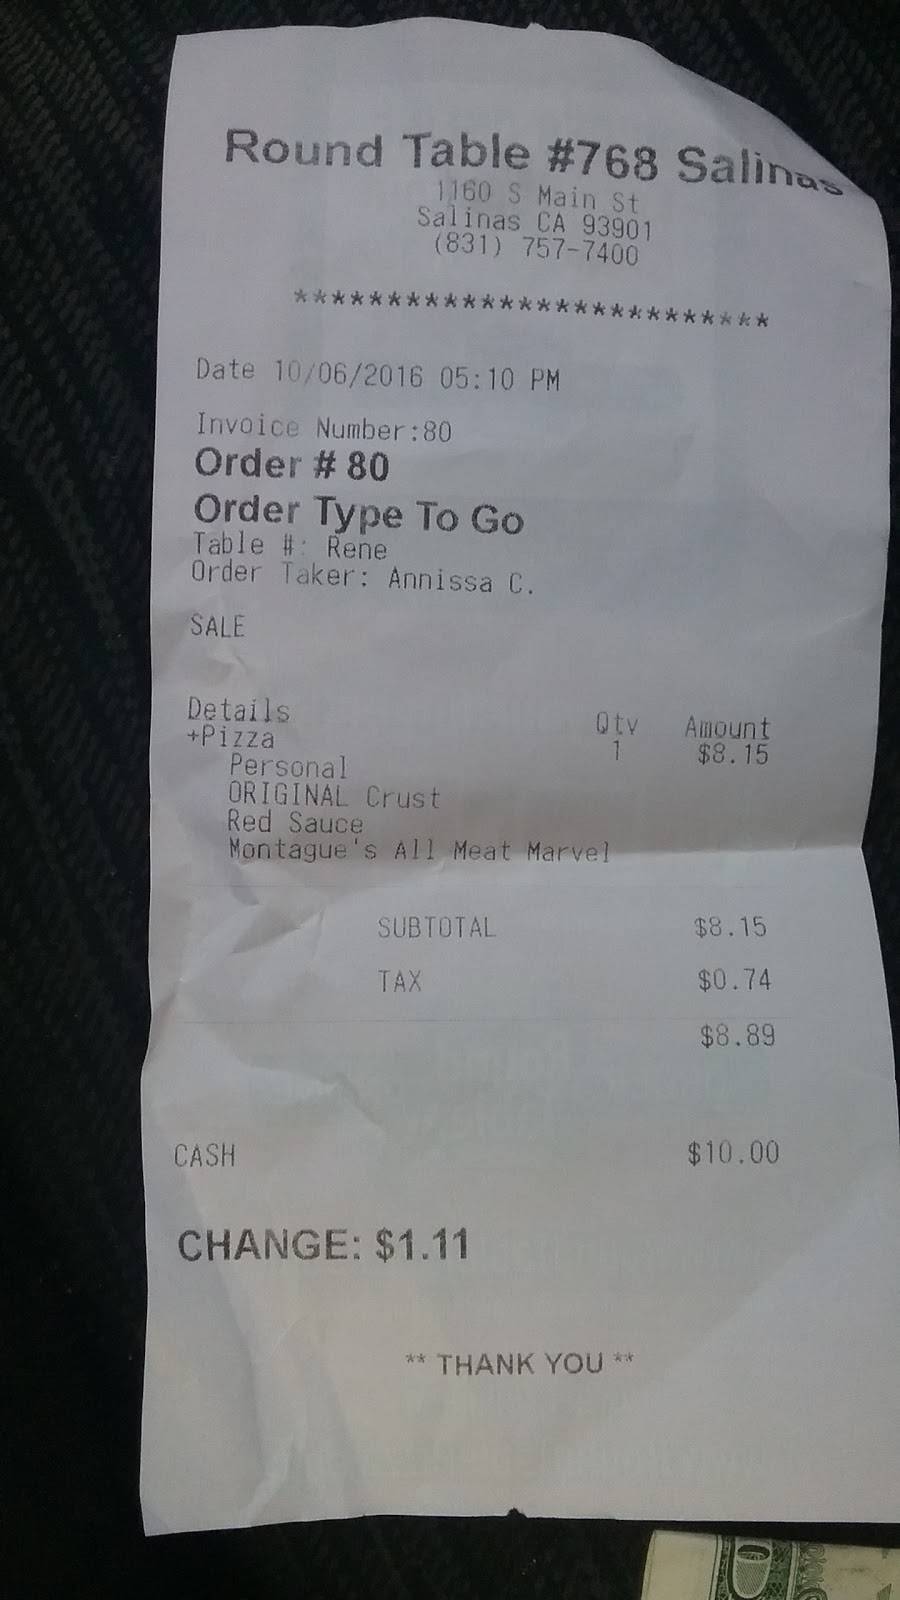 Round Table #768 Salinas
1160 S Main St
Salinas CA 93901
(831) 757-7400
**************************
Date 10/06/2016 05:10 PM
Invoice Number:80
Order # 80
Order Type To Go
Table #: Rene
Order Taker: Annissa C.
SALE
Details Qty Amount
+Pizza 1 $8.15
Personal
ORIGINAL Crust
Red Sauce
Montague's All Meat Marvel
SUBTOTAL $8.15
TAX $0.74
$8.89
CASH $10.00
CHANGE: $1.11
** THANK YOU **